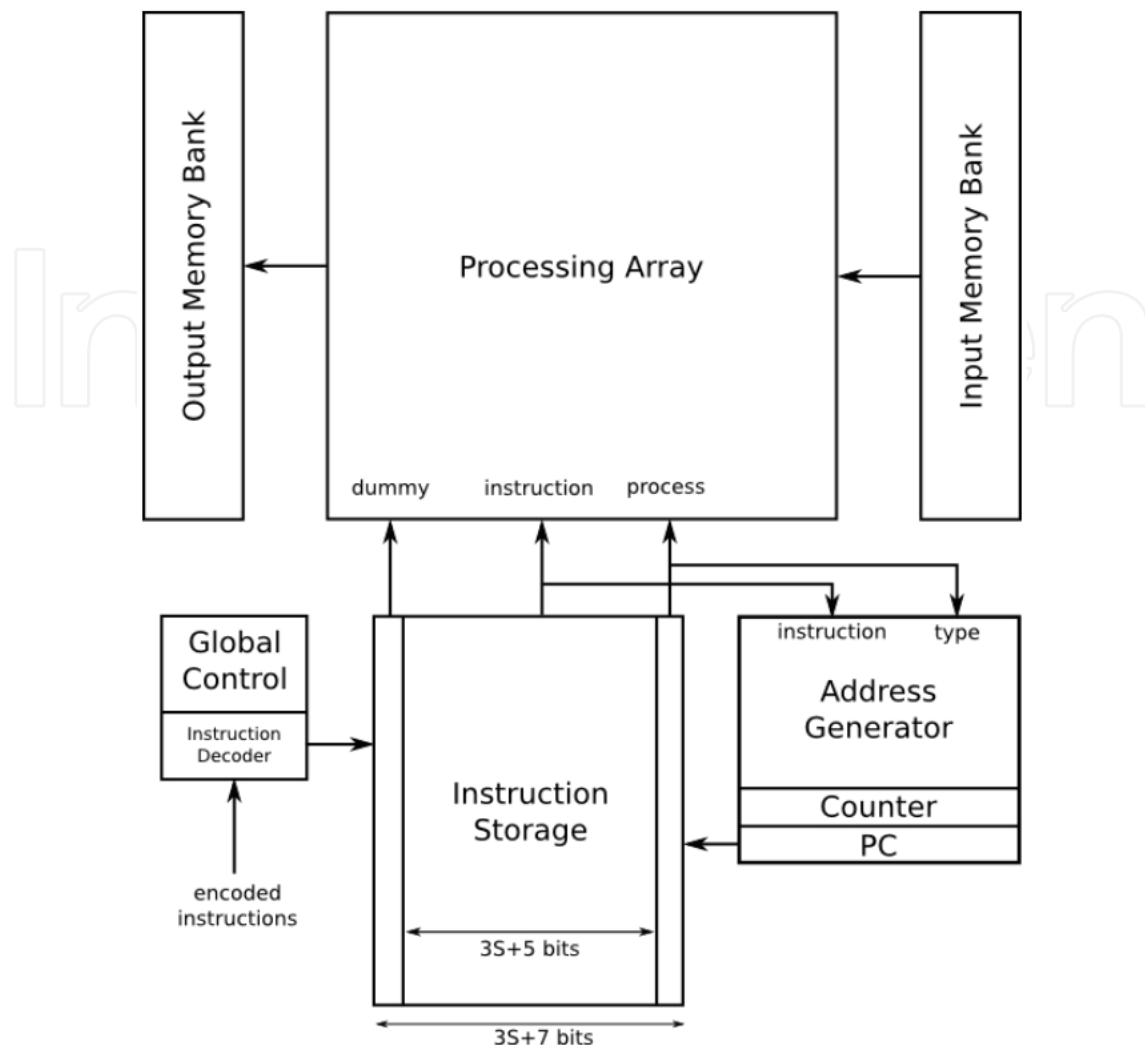 Output Memory Bank
Processing Array
Input Memory Bank
dummy
instruction
process
Global
Control
Instruction
Decoder
encoded
instructions
Instruction
Storage
3S+5 bits
3S+7 bits
instruction
type
Address
Generator
Counter
PC